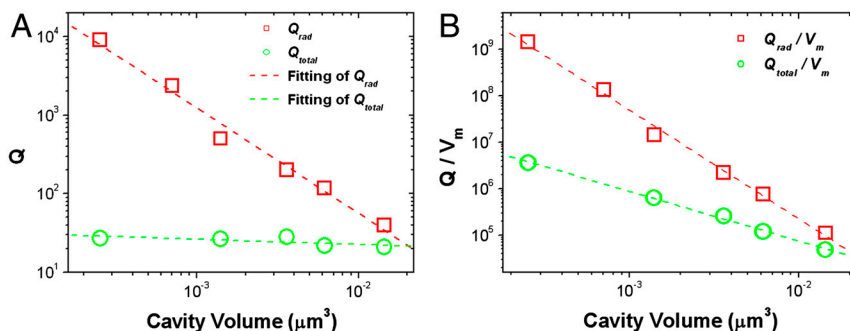 A
10^4
10^3
10^2
10^1
Q
Q_rad
Q_total
Fitting of Q_rad
Fitting of Q_total
10^-3
10^-2
Cavity Volume (μm^3)
B
10^9
10^8
10^7
10^6
10^5
Q / V_m
Q_rad / V_m
Q_total / V_m
10^-3
10^-2
Cavity Volume (μm^3)